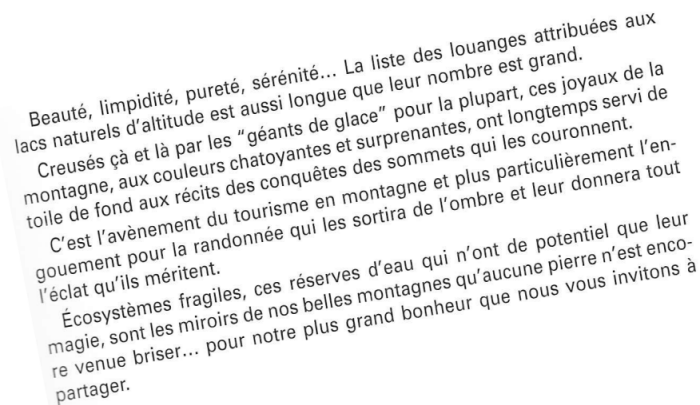 Beauté, limpidité, pureté, sérénité... La liste des louanges attribuées aux
lacs naturels d'altitude est aussi longue que leur nombre est grand.
Creusés çà et là par les "géants de glace" pour la plupart, ces joyaux de la
montagne, aux couleurs chatoyantes et surprenantes, ont longtemps servi de
toile de fond aux récits des conquêtes des sommets qui les couronnent.
C'est l'avènement du tourisme en montagne et plus particulièrement l'en-
gouement pour la randonnée qui les sortira de l'ombre et leur donnera tout
l'éclat qu'ils méritent.
Écosystèmes fragiles, ces réserves d'eau qui n'ont de potentiel que leur
magie, sont les miroirs de nos belles montagnes qu'aucune pierre n'est enco-
re venue briser... pour notre plus grand bonheur que nous vous invitons à
partager.